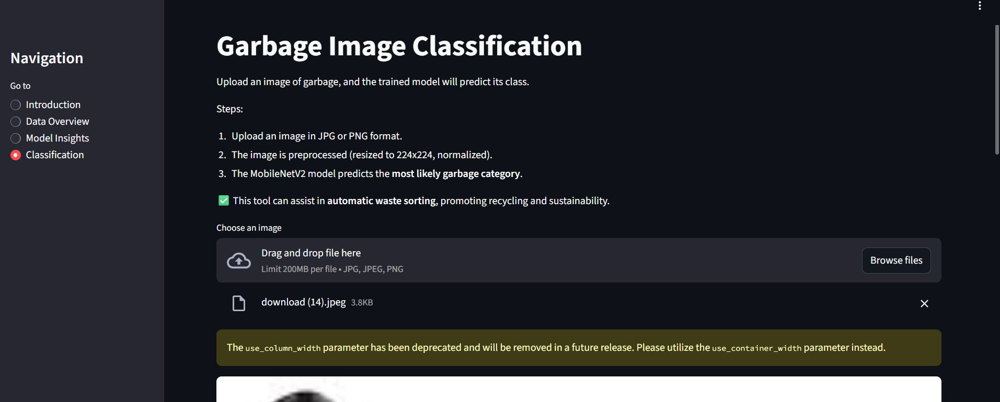 Navigation
Go to
Introduction
Data Overview
Model Insights
Classification
Garbage Image Classification
Upload an image of garbage, and the trained model will predict its class.
Steps:
1. Upload an image in JPG or PNG format.
2. The image is preprocessed (resized to 224x224, normalized).
3. The MobileNetV2 model predicts the most likely garbage category.
✅ This tool can assist in automatic waste sorting, promoting recycling and sustainability.
Choose an image
Drag and drop file here
Limit 200MB per file • JPG, JPEG, PNG
Browse files
download (14).jpeg 3.8KB
The use_column_width parameter has been deprecated and will be removed in a future release. Please utilize the use_container_width parameter instead.